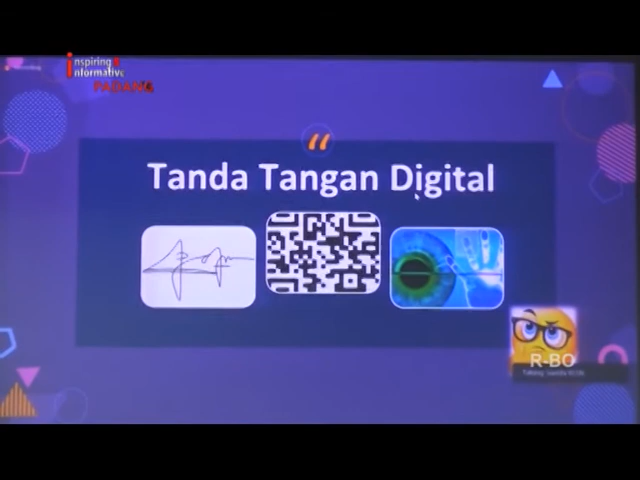 inspiring &
informative
PADANG
Tanda Tangan Digital
R-BO